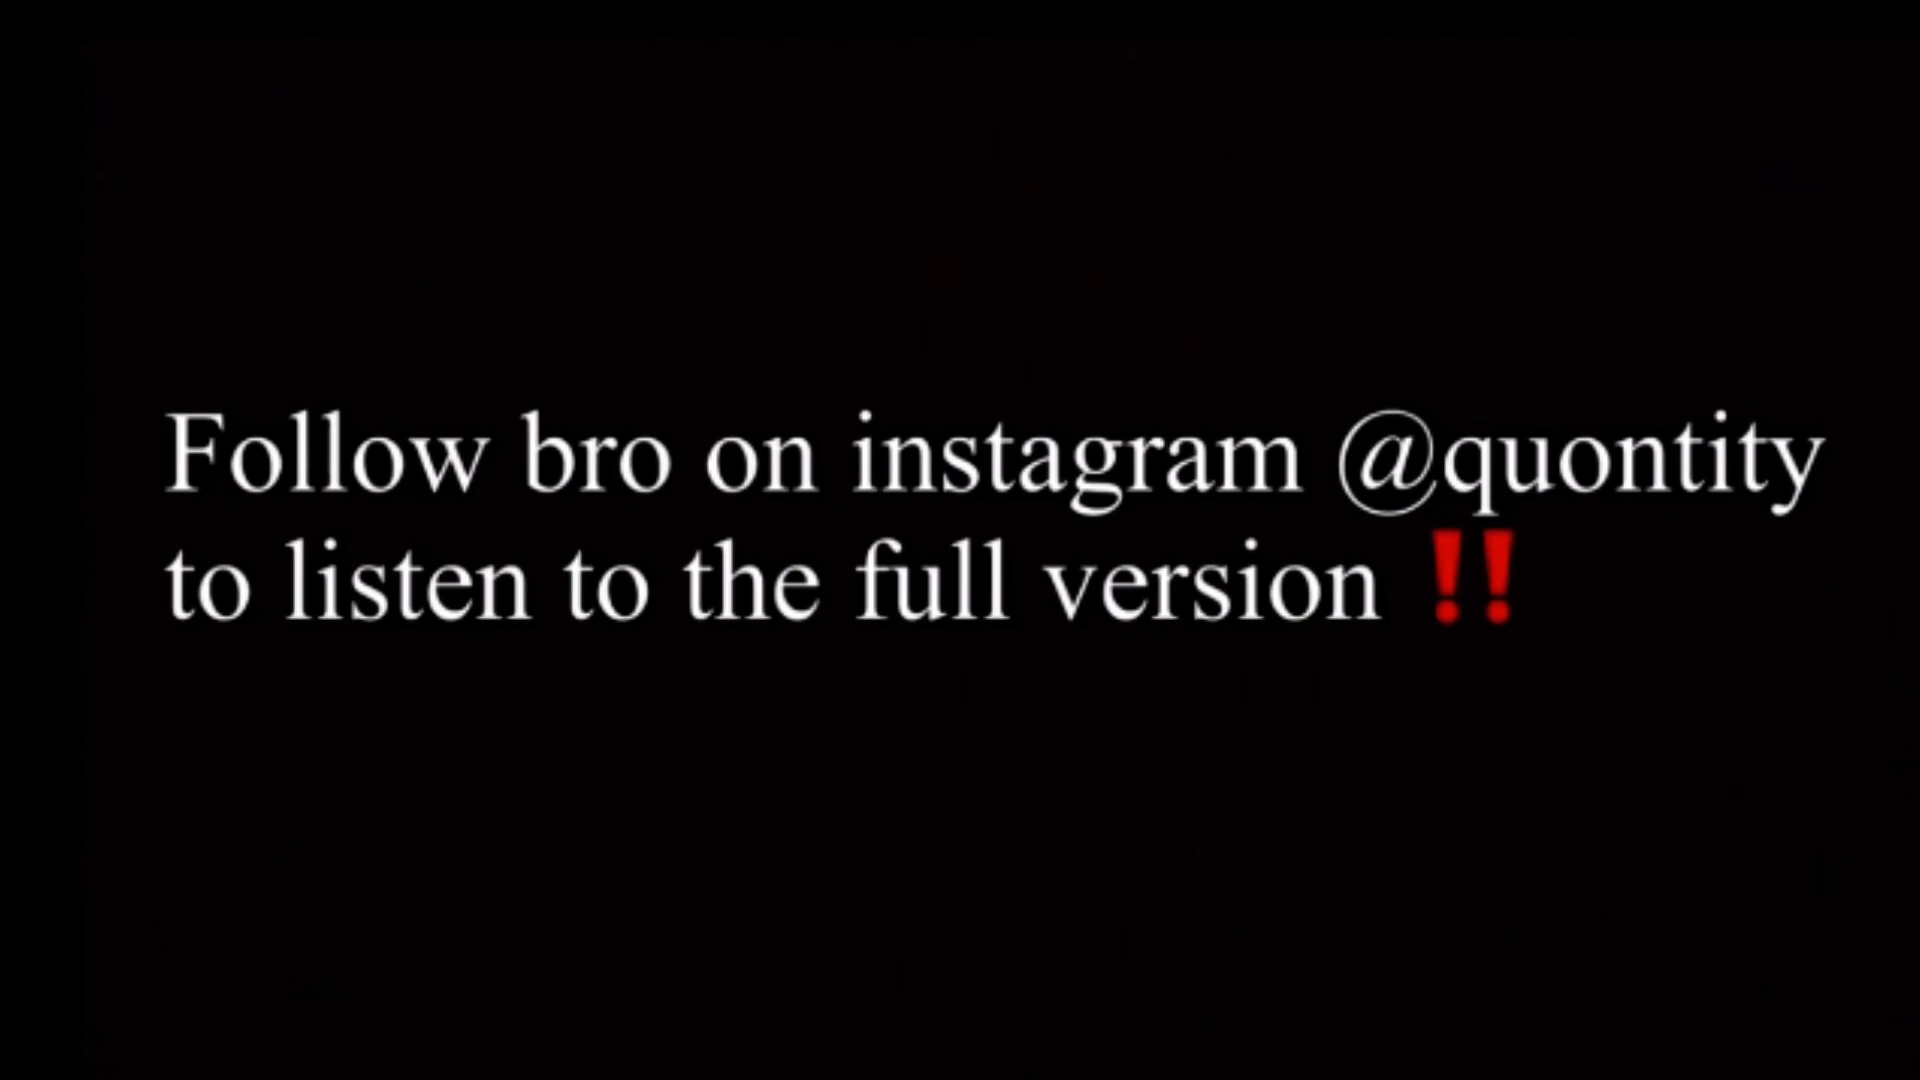 Follow bro on instagram @quontity
to listen to the full version ‼️